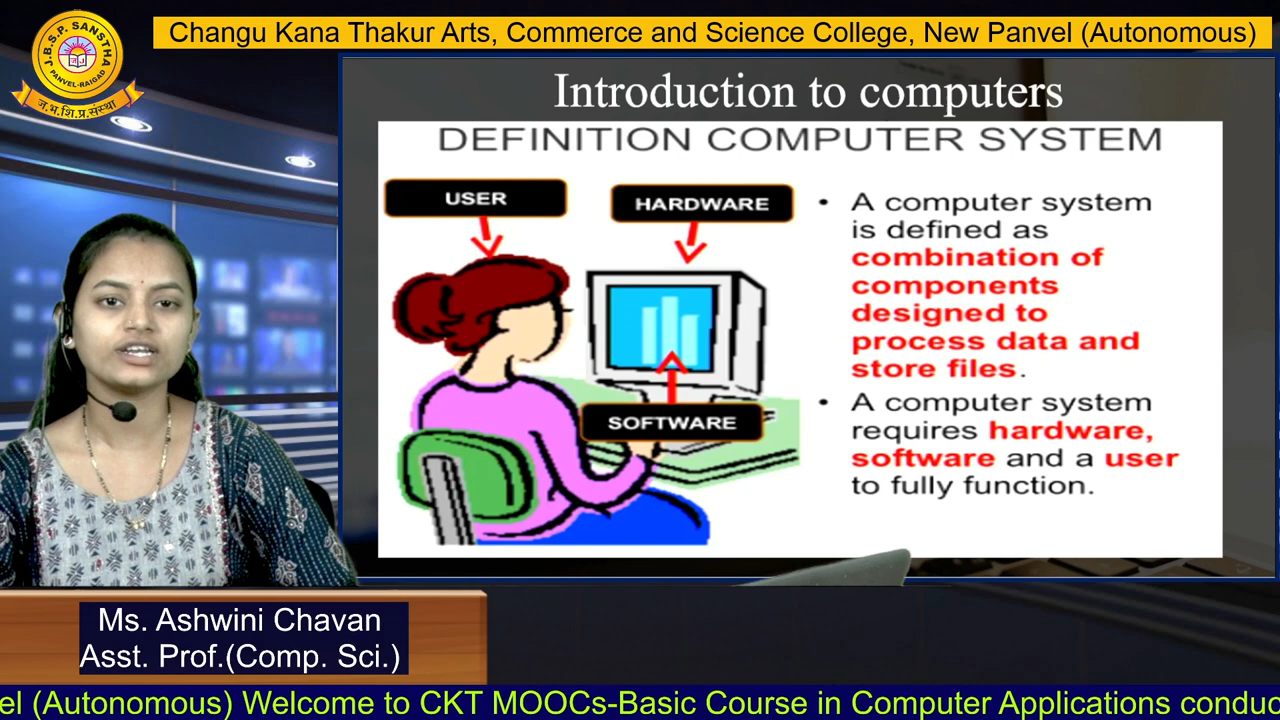 Changu Kana Thakur Arts, Commerce and Science College, New Panvel (Autonomous)
J.B.S.P. SANSTHA
PANVEL-RAIGAD
ज.भ.शि.प्र.संस्था
Introduction to computers
DEFINITION COMPUTER SYSTEM
USER
HARDWARE
SOFTWARE
• A computer system
is defined as
combination of
components
designed to
process data and
store files.
• A computer system
requires hardware,
software and a user
to fully function.
Ms. Ashwini Chavan
Asst. Prof.(Comp. Sci.)
el (Autonomous) Welcome to CKT MOOCs-Basic Course in Computer Applications conduc